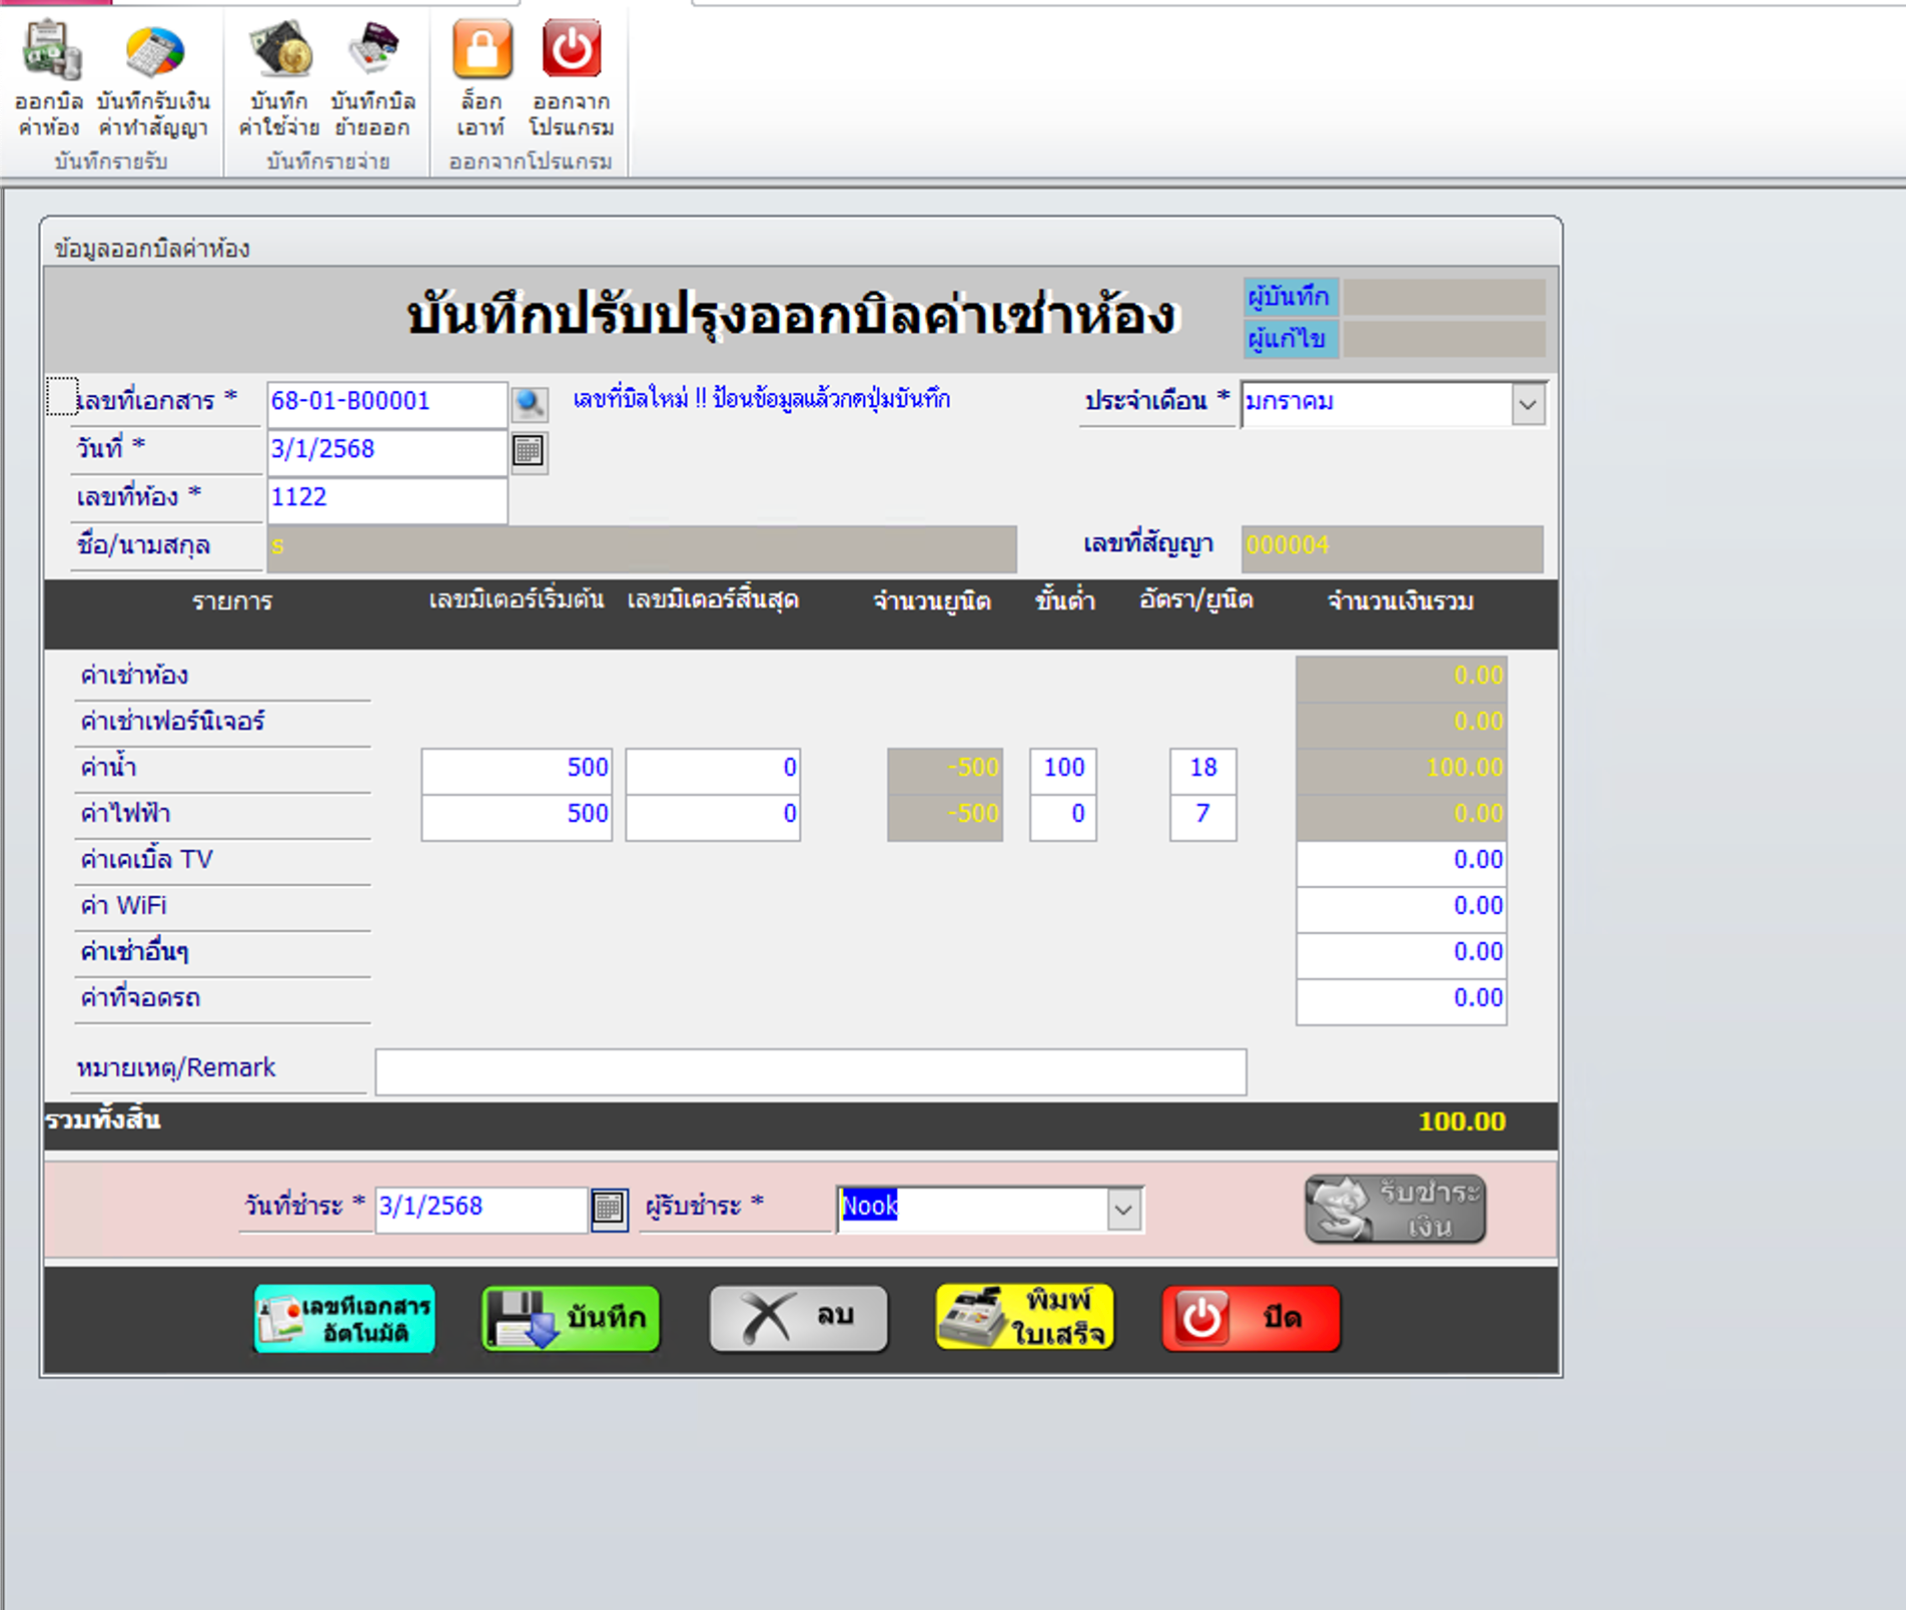 ออกบิล
ค่าห้อง
บันทึกรับเงิน
ค่าทำสัญญา
บันทึก
ค่าใช้จ่าย
บันทึกบิล
ย้ายออก
ล็อก
เอาท์
ออกจาก
โปรแกรม
บันทึกรายรับ
บันทึกรายจ่าย
ออกจากโปรแกรม
ข้อมูลออกบิลค่าห้อง
บันทึกปรับปรุงออกบิลค่าเช่าห้อง
ผู้บันทึก
ผู้แก้ไข
เลขที่เอกสาร * 68-01-B00001 เลขที่บิลใหม่ !! ป้อนข้อมูลแล้วกดปุ่มบันทึก ประจำเดือน * มกราคม
วันที่ * 3/1/2568
เลขที่ห้อง * 1122
ชื่อ/นามสกุล s เลขที่สัญญา 000004
รายการ เลขมิเตอร์เริ่มต้น เลขมิเตอร์สิ้นสุด จำนวนยูนิต ขั้นต่ำ อัตรา/ยูนิต จำนวนเงินรวม
ค่าเช่าห้อง 0.00
ค่าเช่าเฟอร์นิเจอร์ 0.00
ค่าน้ำ 500 0 -500 100 18 100.00
ค่าไฟฟ้า 500 0 -500 0 7 0.00
ค่าเคเบิ้ล TV 0.00
ค่า WiFi 0.00
ค่าเช่าอื่นๆ 0.00
ค่าที่จอดรถ 0.00
หมายเหตุ/Remark
รวมทั้งสิ้น 100.00
วันที่ชำระ * 3/1/2568 ผู้รับชำระ * Nook
รับชำระ
เงิน
เลขที่เอกสาร
อัตโนมัติ
บันทึก
ลบ
พิมพ์
ใบเสร็จ
ปิด